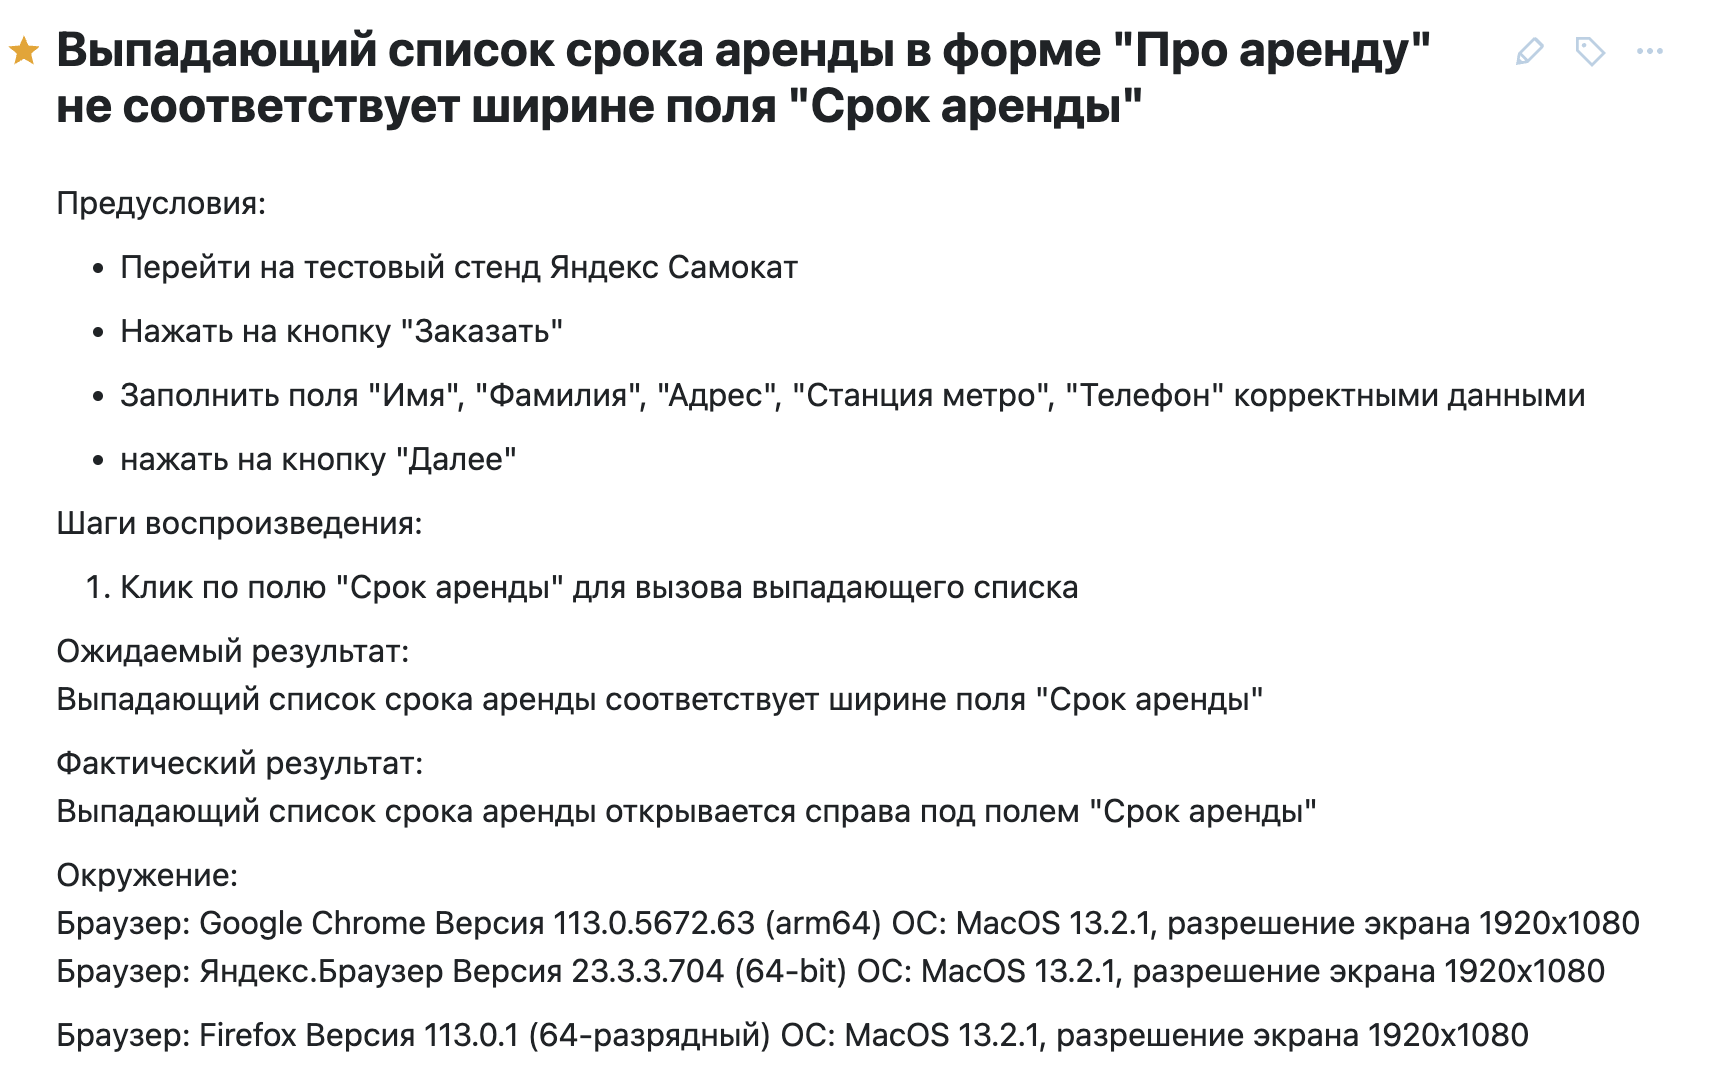 Выпадающий список срока аренды в форме "Про аренду"
не соответствует ширине поля "Срок аренды"
Предусловия:
• Перейти на тестовый стенд Яндекс Самокат
• Нажать на кнопку "Заказать"
• Заполнить поля "Имя", "Фамилия", "Адрес", "Станция метро", "Телефон" корректными данными
• нажать на кнопку "Далее"
Шаги воспроизведения:
1. Клик по полю "Срок аренды" для вызова выпадающего списка
Ожидаемый результат:
Выпадающий список срока аренды соответствует ширине поля "Срок аренды"
Фактический результат:
Выпадающий список срока аренды открывается справа под полем "Срок аренды"
Окружение:
Браузер: Google Chrome Версия 113.0.5672.63 (arm64) ОС: MacOS 13.2.1, разрешение экрана 1920x1080
Браузер: Яндекс.Браузер Версия 23.3.3.704 (64-bit) ОС: MacOS 13.2.1, разрешение экрана 1920x1080
Браузер: Firefox Версия 113.0.1 (64-разрядный) ОС: MacOS 13.2.1, разрешение экрана 1920x1080